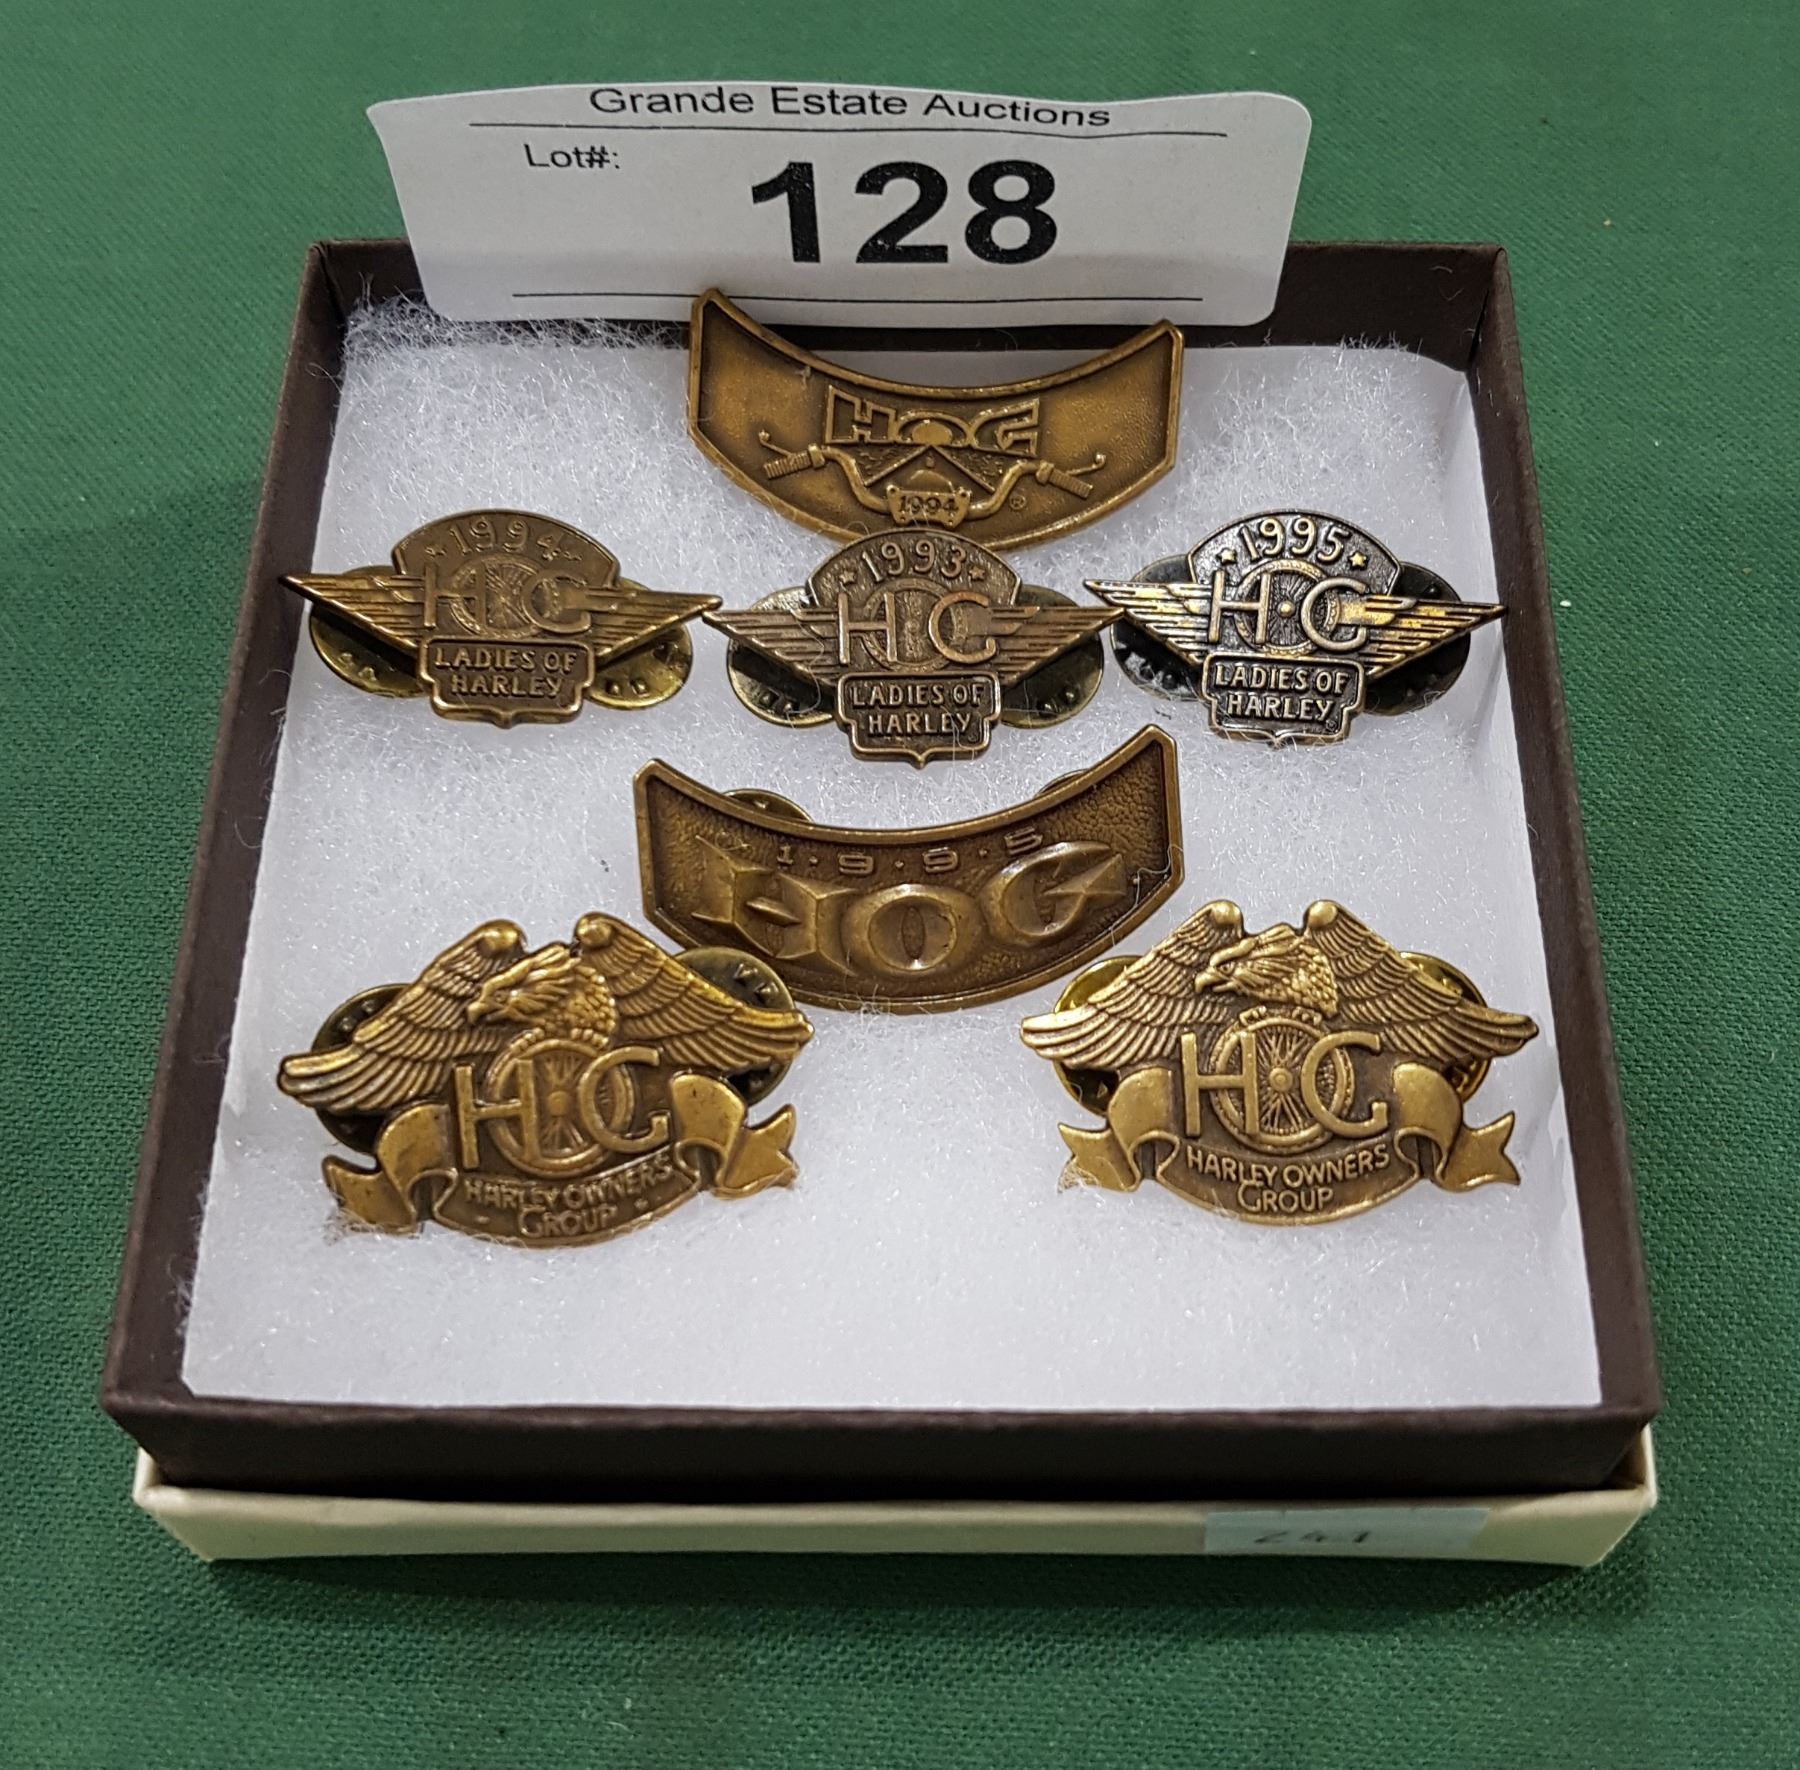 Grande Estate Auctions
Lot#:
128
HOG
1994
®
1994
HOG
LADIES OF
HARLEY
1993
HOG
LADIES OF
HARLEY
1995
HOG
LADIES OF
HARLEY
1·9·9·5
HOG
HOG
HARLEY OWNERS
GROUP
HOG
HARLEY OWNERS
GROUP